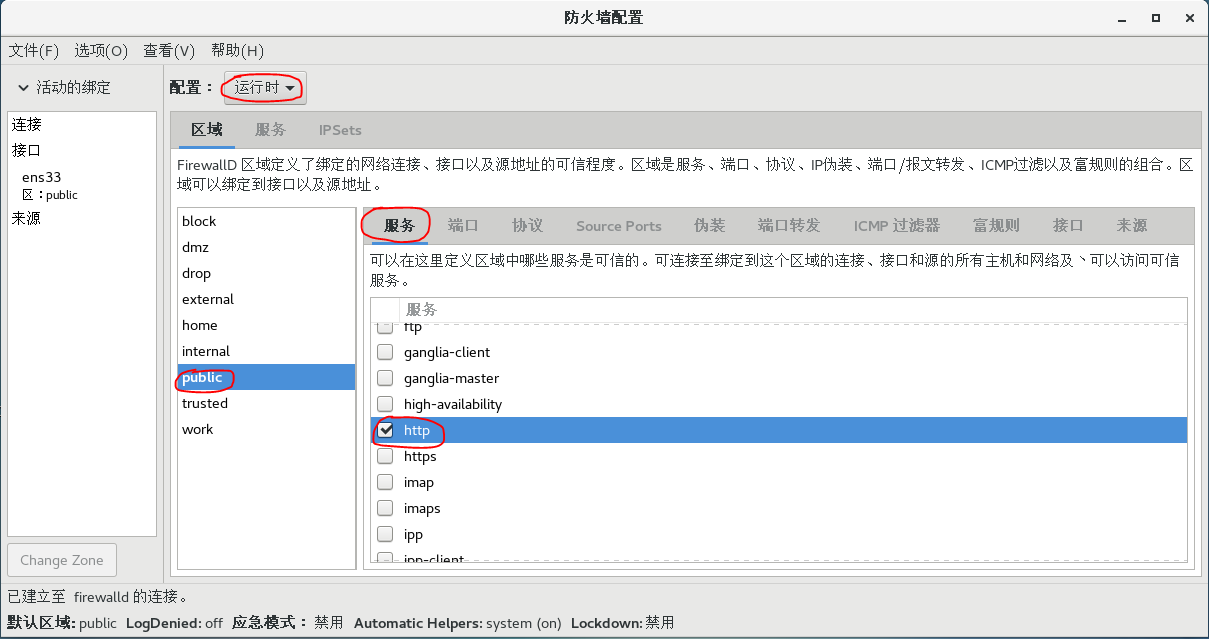 防火墙配置
文件(F) 选项(O) 查看(V) 帮助(H)
活动的绑定
配置：
运行时
连接
接口
ens33
区：public
来源
Change Zone
区域 服务 IPSets
FirewallD 区域定义了绑定的网络连接、接口以及源地址的可信程度。区域是服务、端口、协议、IP伪装、端口/报文转发、ICMP过滤以及富规则的组合。区
域可以绑定到接口以及源地址。
block
dmz
drop
external
home
internal
public
trusted
work
服务 端口 协议 Source Ports 伪装 端口转发 ICMP 过滤器 富规则 接口 来源
可以在这里定义区域中哪些服务是可信的。可连接至绑定到这个区域的连接、接口和源的所有主机和网络及丶可以访问可信
服务。
服务
ftp
ganglia-client
ganglia-master
high-availability
http
https
imap
imaps
ipp
ipp-client
已建立至 firewalld 的连接。
默认区域: public LogDenied: off 应急模式： 禁用 Automatic Helpers: system (on) Lockdown: 禁用